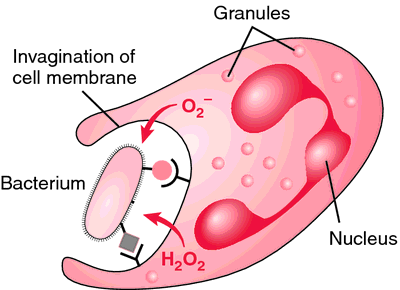 Granules
Invagination of
cell membrane
O₂⁻
Bacterium
H₂O₂
Nucleus